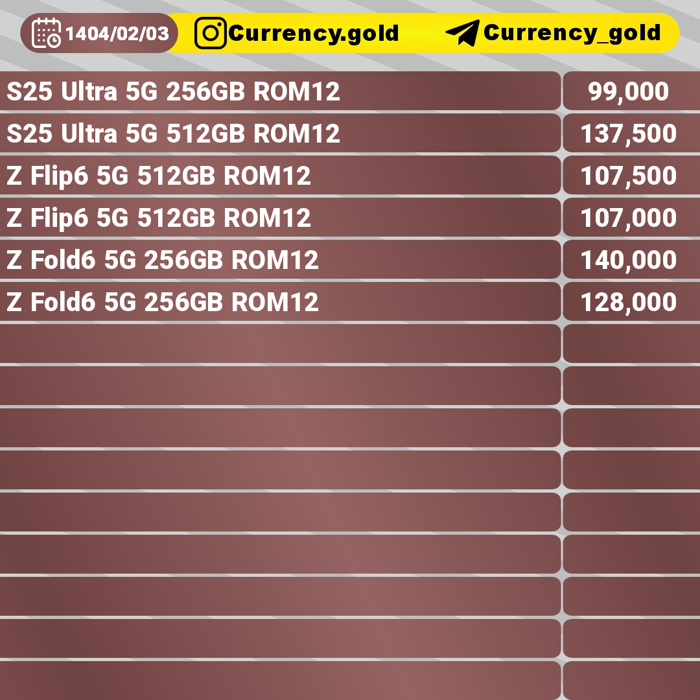 1404/02/03 Currency.gold Currency_gold
S25 Ultra 5G 256GB ROM12 99,000
S25 Ultra 5G 512GB ROM12 137,500
Z Flip6 5G 512GB ROM12 107,500
Z Flip6 5G 512GB ROM12 107,000
Z Fold6 5G 256GB ROM12 140,000
Z Fold6 5G 256GB ROM12 128,000